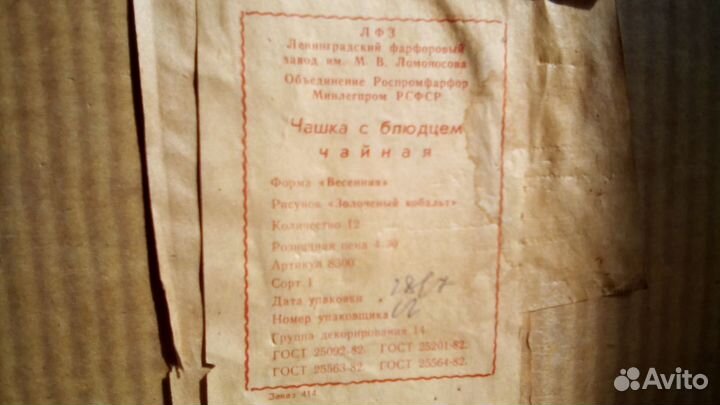 ЛФЗ
Ленинградский фарфоровый
завод им. М. В. Ломоносова
Объединение Роспромфарфор
Минлегпром РСФСР
Чашка с блюдцем
чайная
Форма «Весенняя»
Рисунок «Золоченый кобальт»
Количество 12
Розничная цена 4-30
Артикул 8300
Сорт 1
Дата упаковки
Номер упаковщика
Группа декорирования 14
ГОСТ 25092-82. ГОСТ 25201-82.
ГОСТ 25563-82. ГОСТ 25564-82.
Заказ 414
Avito